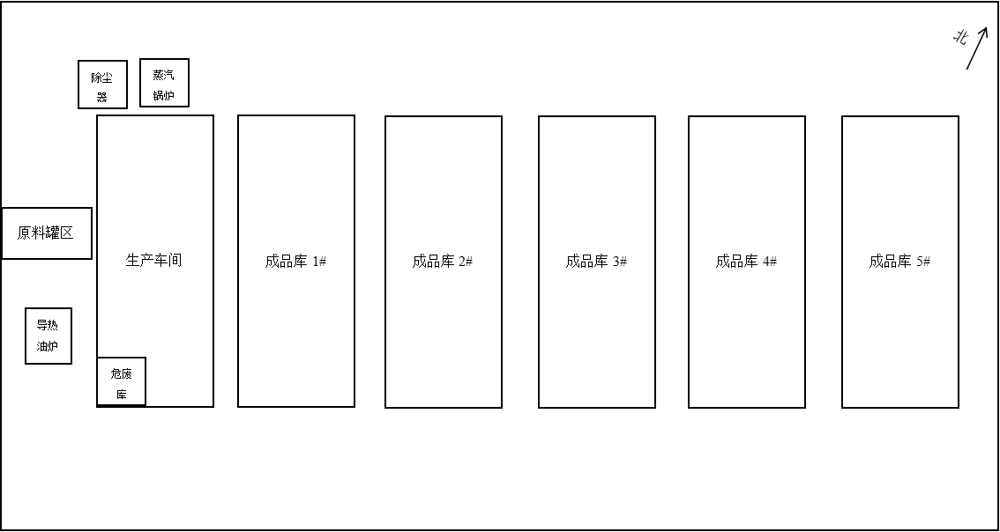 北
除尘
器
蒸汽
锅炉
原料罐区
生产车间
成品库 1#
成品库 2#
成品库 3#
成品库 4#
成品库 5#
导热
油炉
危废
库